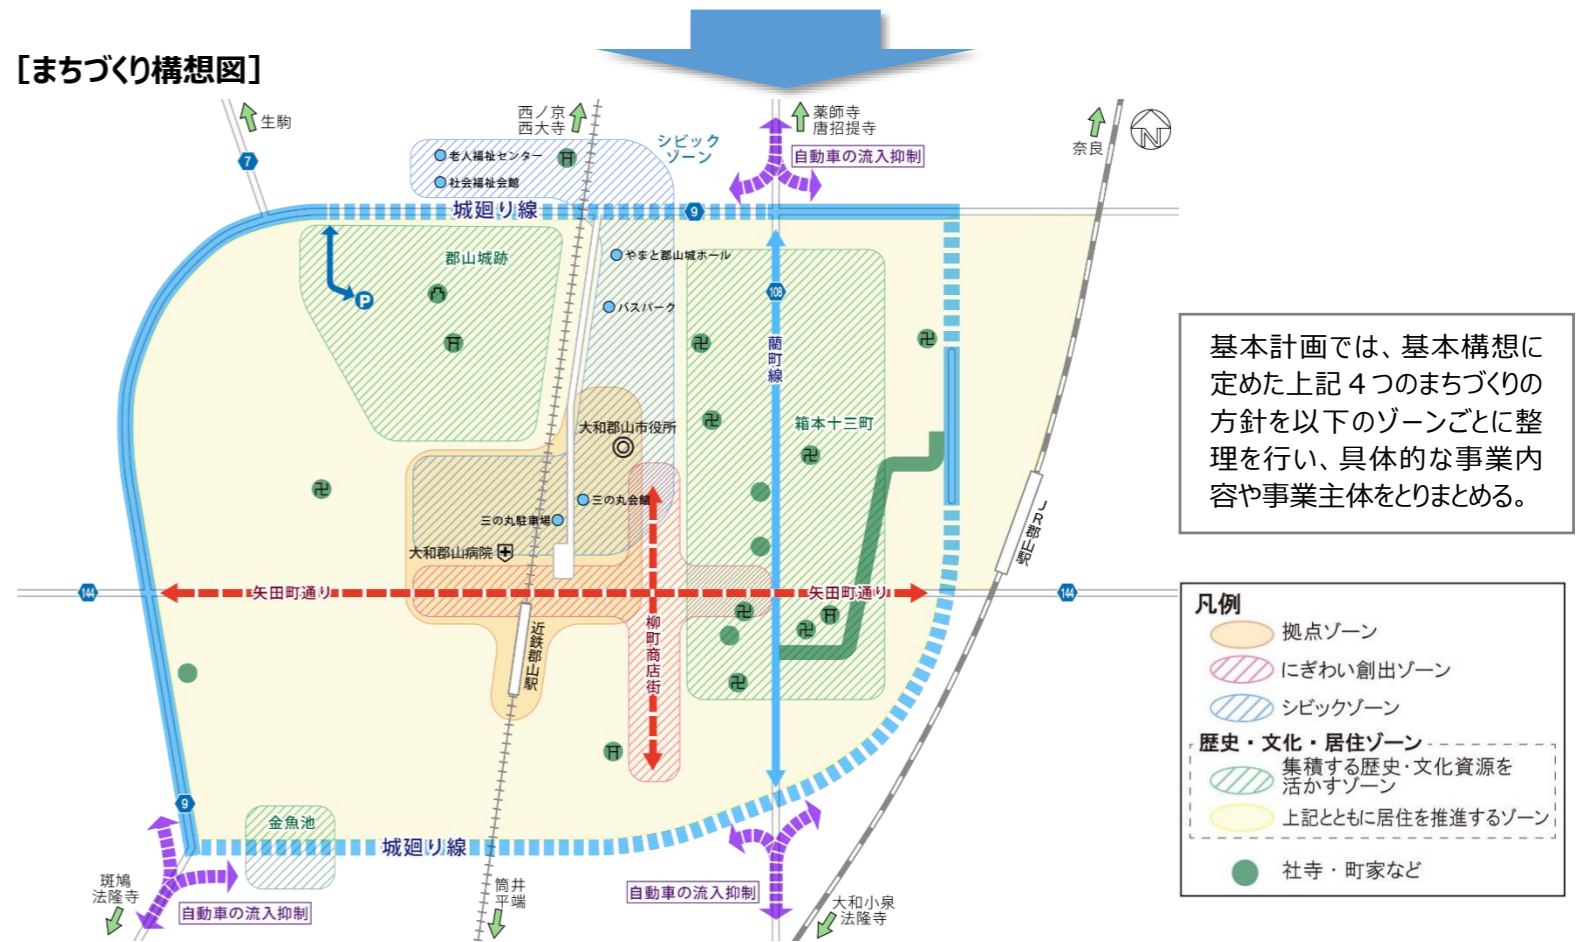 [まちづくり構想図]
生駒
西ノ京
西大寺
薬師寺
唐招提寺
奈良
N
シビック
ゾーン
自動車の流入抑制
老人福祉センター
社会福祉会館
7
城廻り線
9
郡山城跡
やまと郡山城ホール
バスパーク
P
108
藺町線
箱本十三町
大和郡山市役所
三の丸会館
三の丸駐車場
大和郡山病院
JR郡山駅
144
矢田町通り
矢田町通り
144
近鉄郡山駅
柳町商店街
9
金魚池
城廻り線
斑鳩
法隆寺
自動車の流入抑制
筒井
平端
自動車の流入抑制
大和小泉
法隆寺
基本計画では、基本構想に
定めた上記4つのまちづくりの
方針を以下のゾーンごとに整
理を行い、具体的な事業内
容や事業主体をとりまとめる。
凡例
拠点ゾーン
にぎわい創出ゾーン
シビックゾーン
歴史・文化・居住ゾーン
集積する歴史・文化資源を
活かすゾーン
上記とともに居住を推進するゾーン
社寺・町家など